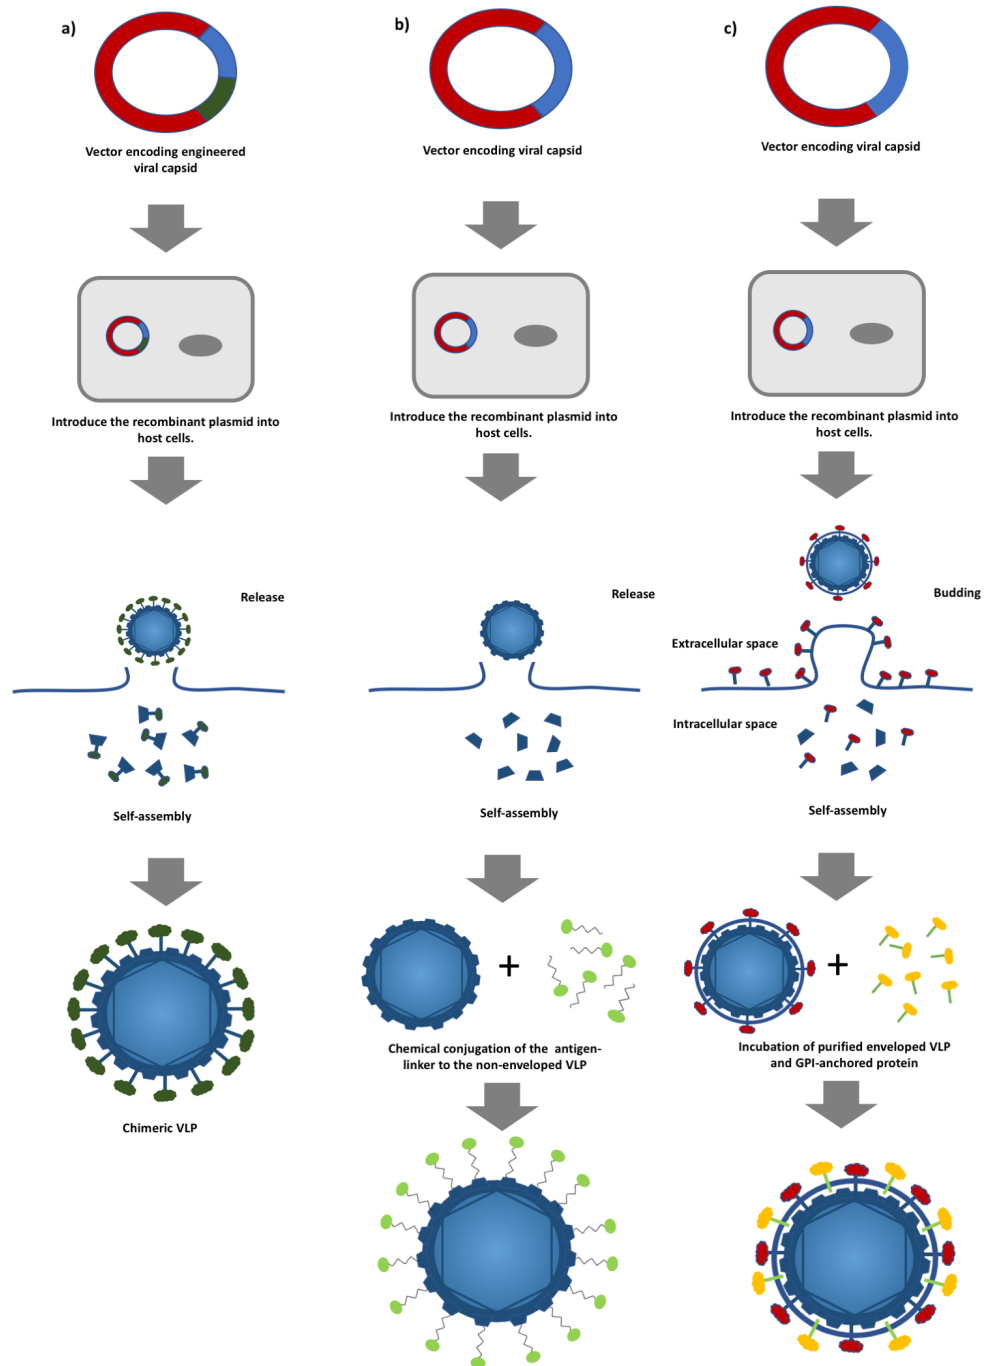 a)
Vector encoding engineered
viral capsid
Introduce the recombinant plasmid into
host cells.
Release
Self-assembly
Chimeric VLP
b)
Vector encoding viral capsid
Introduce the recombinant plasmid into
host cells.
Release
Self-assembly
+
Chemical conjugation of the antigen-
linker to the non-enveloped VLP
c)
Vector encoding viral capsid
Introduce the recombinant plasmid into
host cells.
Budding
Extracellular space
Intracellular space
Self-assembly
+
Incubation of purified enveloped VLP
and GPI-anchored protein